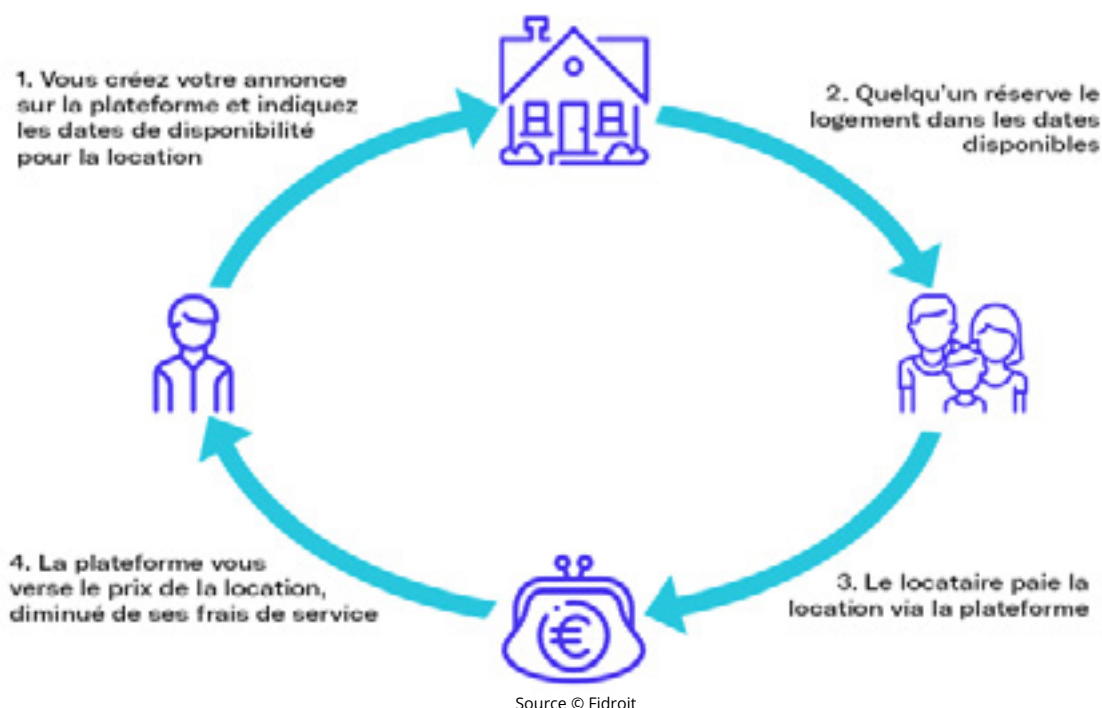 1. Vous créez votre annonce
sur la plateforme et indiquez
les dates de disponibilité
pour la location
2. Quelqu'un réserve le
logement dans les dates
disponibles
3. Le locataire paie la
location via la plateforme
4. La plateforme vous
verse le prix de la location,
diminué de ses frais de service
€
Source © Fidroit